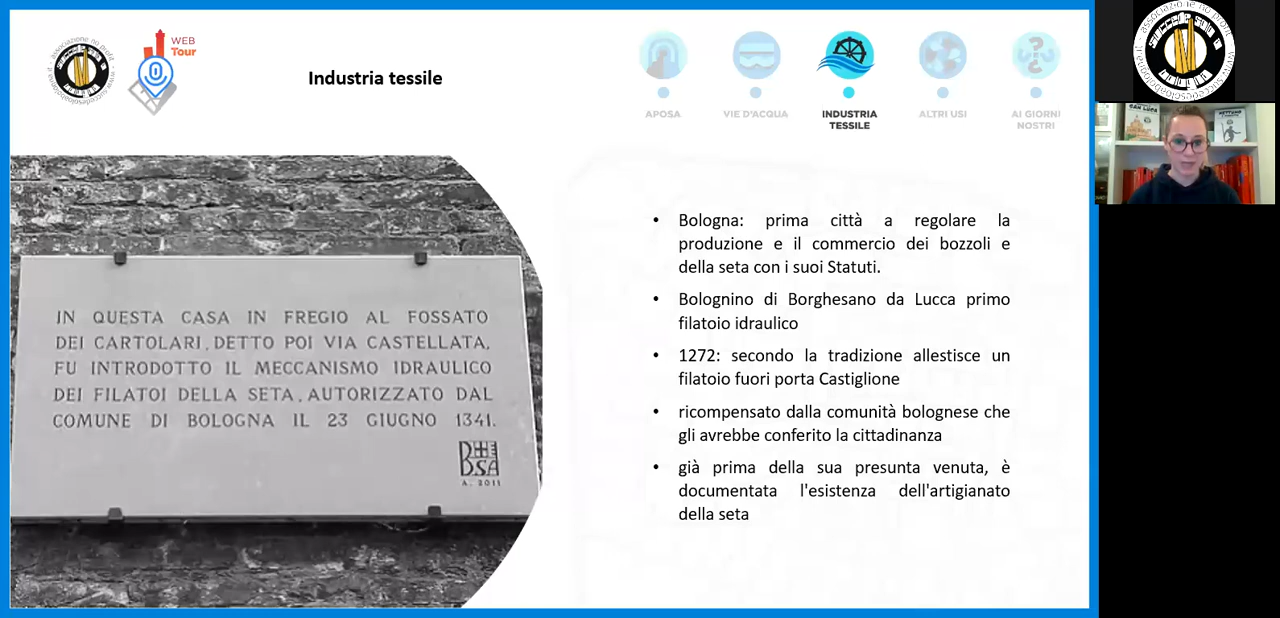 WEB
Tour
Industria tessile
APOSA
VIE D'ACQUA
INDUSTRIA
TESSILE
ALTRI USI
AI GIORNI
NOSTRI
IN QUESTA CASA IN FREGIO AL FOSSATO
DEI CARTOLARI, DETTO POI VIA CASTELLATA,
FU INTRODOTTO IL MECCANISMO IDRAULICO
DEI FILATOI DELLA SETA, AUTORIZZATO DAL
COMUNE DI BOLOGNA IL 23 GIUGNO 1341.
A. 2011
• Bologna: prima città a regolare la
produzione e il commercio dei bozzoli e
della seta con i suoi Statuti.
• Bolognino di Borghesano da Lucca primo
filatoio idraulico
• 1272: secondo la tradizione allestisce un
filatoio fuori porta Castiglione
• ricompensato dalla comunità bolognese che
gli avrebbe conferito la cittadinanza
• già prima della sua presunta venuta, è
documentata l'esistenza dell'artigianato
della seta
associazione no profit
SAN LUCA